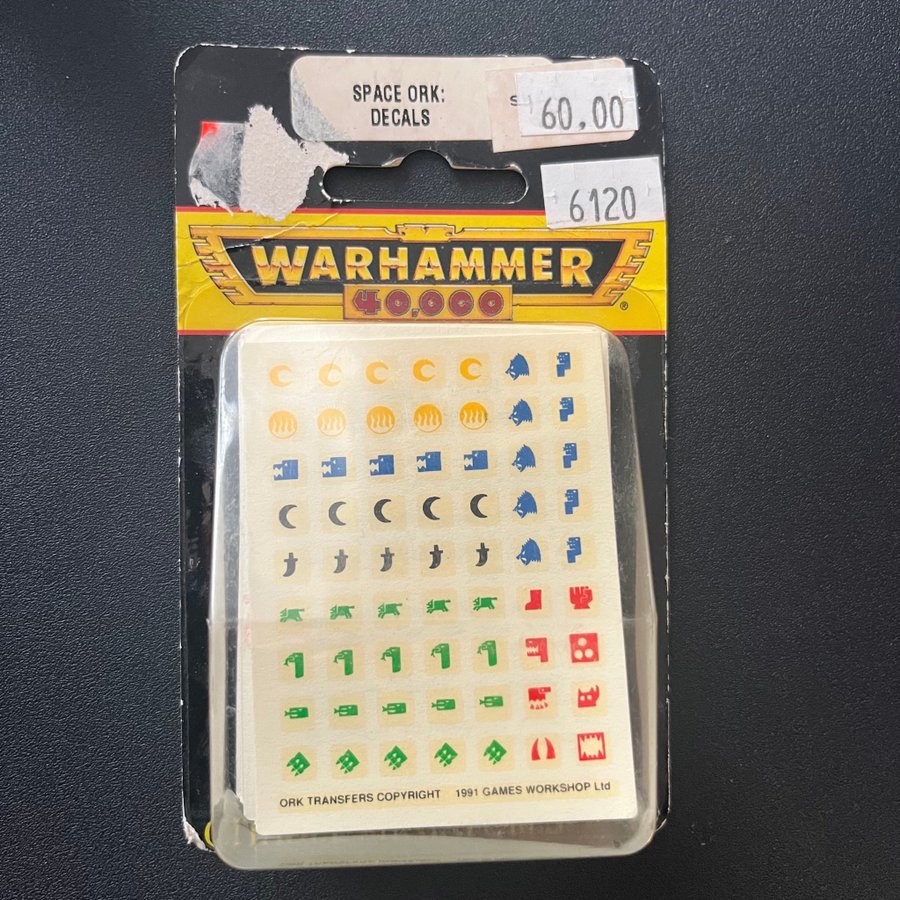 SPACE ORK:
DECALS
60,00
6120
WARHAMMER
40,000
®
ORK TRANSFERS COPYRIGHT 1991 GAMES WORKSHOP Ltd